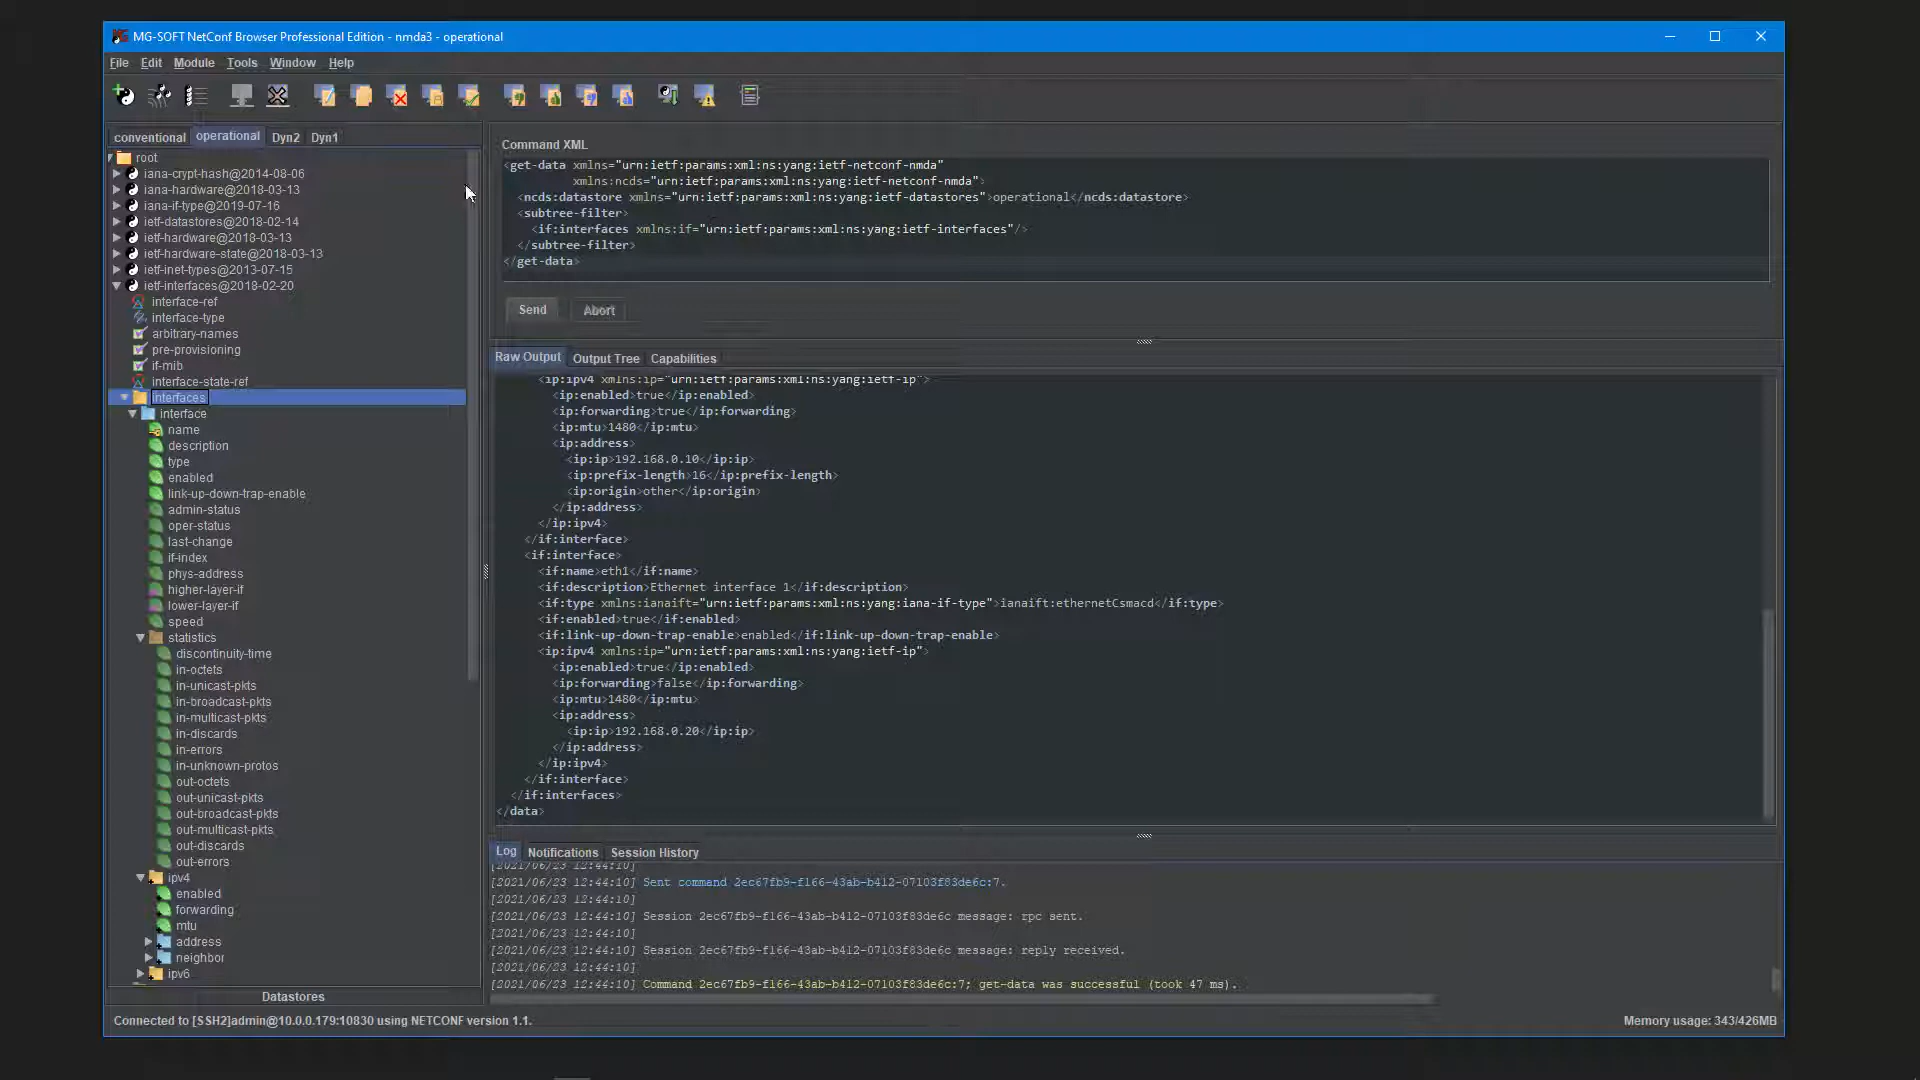 MG-SOFT NetConf Browser Professional Edition - nmda3 - operational
File Edit Module Tools Window Help
conventional operational Dyn2 Dyn1
root
iana-crypt-hash@2014-08-06
iana-hardware@2018-03-13
iana-if-type@2019-07-16
ietf-datastores@2018-02-14
ietf-hardware@2018-03-13
ietf-hardware-state@2018-03-13
ietf-inet-types@2013-07-15
ietf-interfaces@2018-02-20
interface-ref
interface-type
arbitrary-names
pre-provisioning
if-mib
interface-state-ref
interfaces
interface
name
description
type
enabled
link-up-down-trap-enable
admin-status
oper-status
last-change
if-index
phys-address
higher-layer-if
lower-layer-if
speed
statistics
discontinuity-time
in-octets
in-unicast-pkts
in-broadcast-pkts
in-multicast-pkts
in-discards
in-errors
in-unknown-protos
out-octets
out-unicast-pkts
out-broadcast-pkts
out-multicast-pkts
out-discards
out-errors
ipv4
enabled
forwarding
mtu
address
neighbor
ipv6
Datastores
Command XML
<get-data xmlns="urn:ietf:params:xml:ns:yang:ietf-netconf-nmda"
xmlns:ncds="urn:ietf:params:xml:ns:yang:ietf-netconf-nmda">
<ncds:datastore xmlns="urn:ietf:params:xml:ns:yang:ietf-datastores">operational</ncds:datastore>
<subtree-filter>
<if:interfaces xmlns:if="urn:ietf:params:xml:ns:yang:ietf-interfaces"/>
</subtree-filter>
</get-data>
Send Abort
Raw Output Output Tree Capabilities
<ip:ipv4 xmlns:ip="urn:ietf:params:xml:ns:yang:ietf-ip">
<ip:enabled>true</ip:enabled>
<ip:forwarding>true</ip:forwarding>
<ip:mtu>1480</ip:mtu>
<ip:address>
<ip:ip>192.168.0.10</ip:ip>
<ip:prefix-length>16</ip:prefix-length>
<ip:origin>other</ip:origin>
</ip:address>
</ip:ipv4>
</if:interface>
<if:interface>
<if:name>eth1</if:name>
<if:description>Ethernet interface 1</if:description>
<if:type xmlns:ianaift="urn:ietf:params:xml:ns:yang:iana-if-type">ianaift:ethernetCsmacd</if:type>
<if:enabled>true</if:enabled>
<if:link-up-down-trap-enable>enabled</if:link-up-down-trap-enable>
<ip:ipv4 xmlns:ip="urn:ietf:params:xml:ns:yang:ietf-ip">
<ip:enabled>true</ip:enabled>
<ip:forwarding>false</ip:forwarding>
<ip:mtu>1480</ip:mtu>
<ip:address>
<ip:ip>192.168.0.20</ip:ip>
</ip:address>
</ip:ipv4>
</if:interface>
</if:interfaces>
</data>
Log Notifications Session History
[2021/06/23 12:44:10]
[2021/06/23 12:44:10] Sent command 2ec67fb9-f166-43ab-b412-07103f83de6c:7.
[2021/06/23 12:44:10]
[2021/06/23 12:44:10] Session 2ec67fb9-f166-43ab-b412-07103f83de6c message: rpc sent.
[2021/06/23 12:44:10]
[2021/06/23 12:44:10] Session 2ec67fb9-f166-43ab-b412-07103f83de6c message: reply received.
[2021/06/23 12:44:10]
[2021/06/23 12:44:10] Command 2ec67fb9-f166-43ab-b412-07103f83de6c:7; get-data was successful (took 47 ms).
Connected to [SSH2]admin@10.0.0.179:10830 using NETCONF version 1.1.
Memory usage: 343/426MB